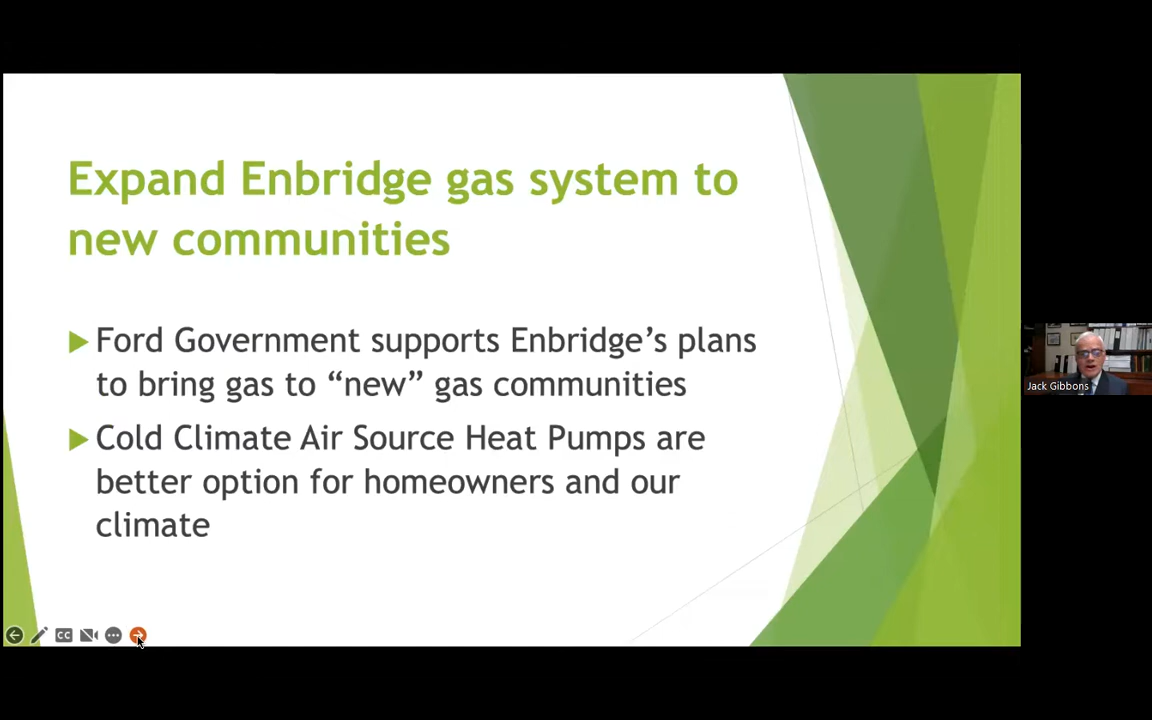 Expand Enbridge gas system to
new communities
Ford Government supports Enbridge’s plans
to bring gas to “new” gas communities
Cold Climate Air Source Heat Pumps are
better option for homeowners and our
climate
Jack Gibbons
CC